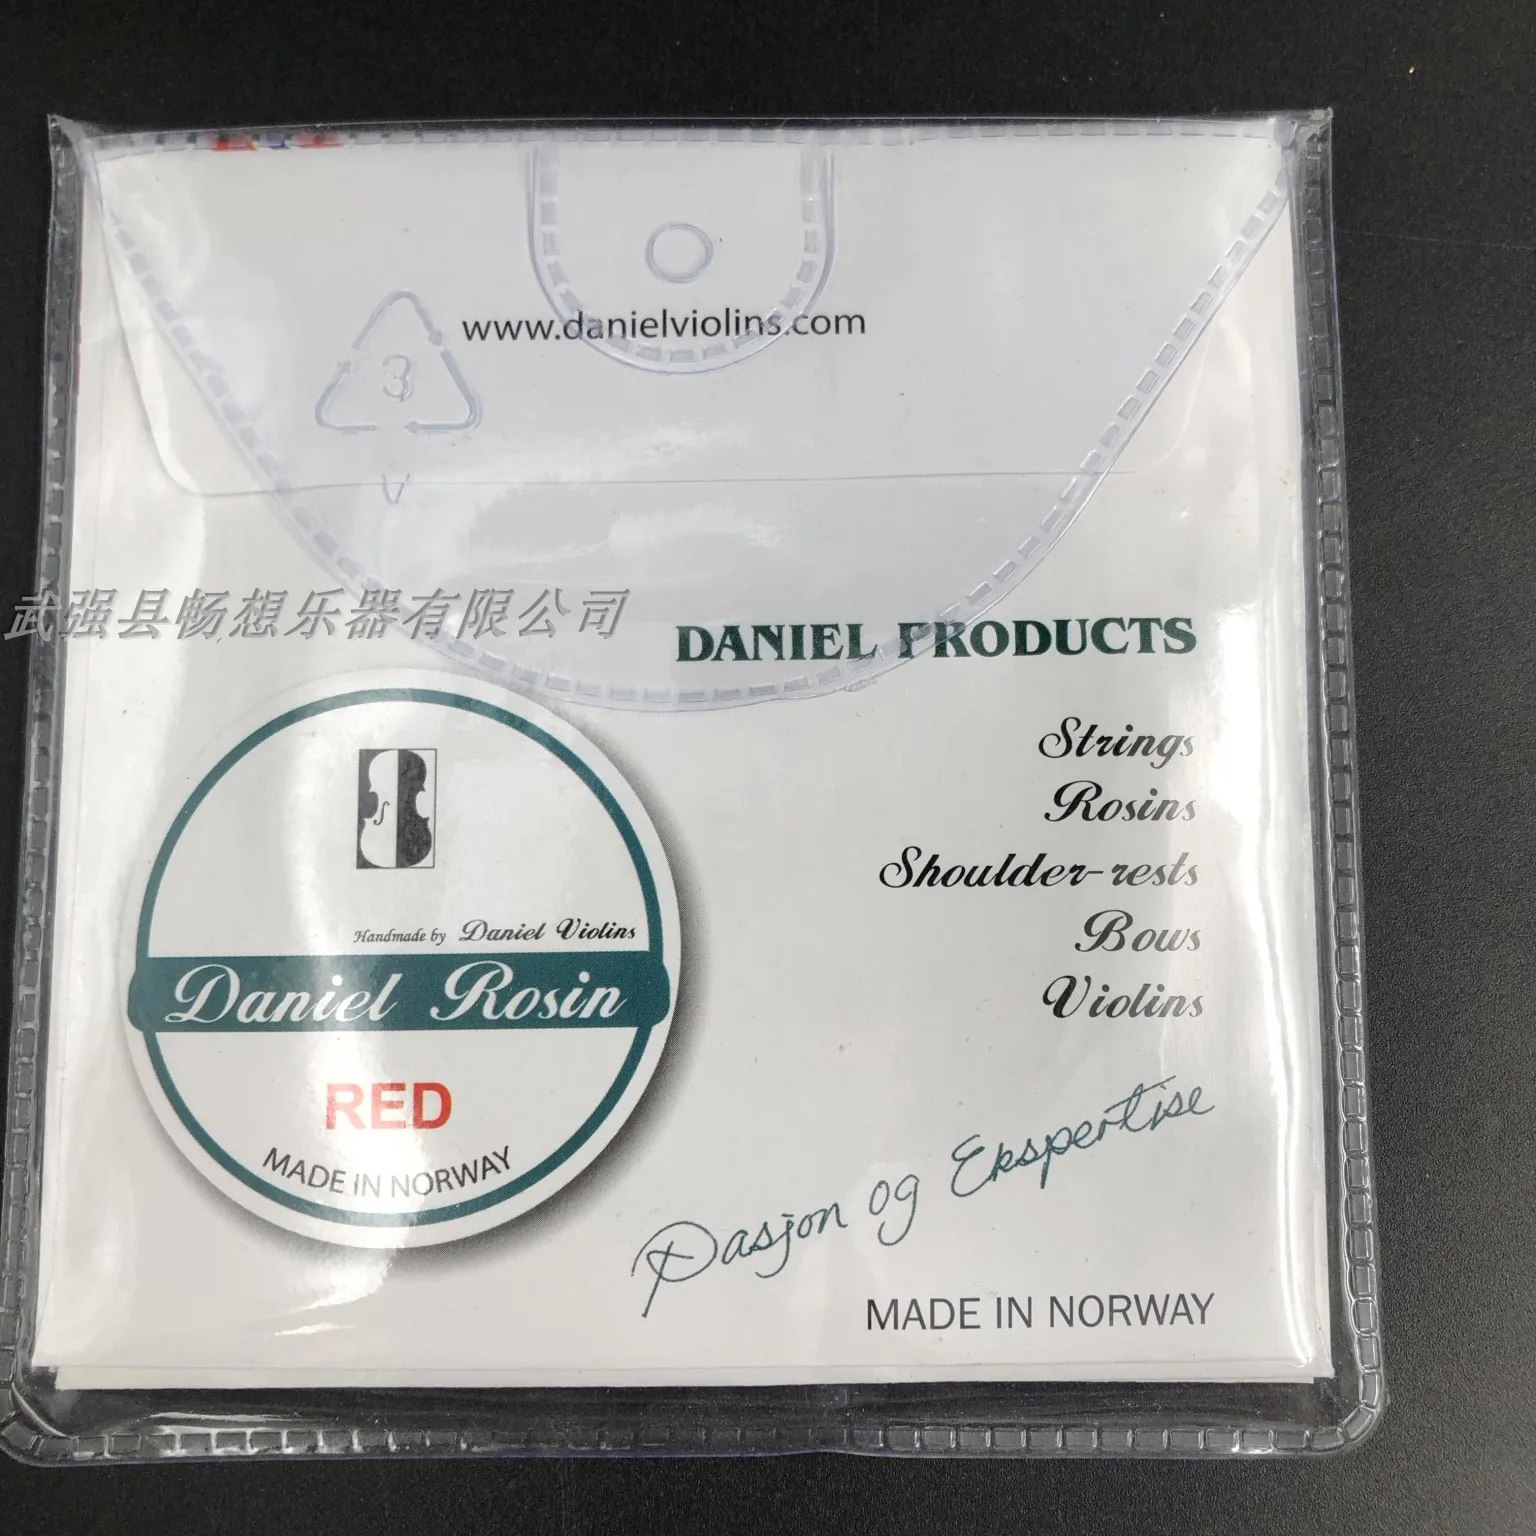 www.danielviolins.com
3
V
武强县畅想乐器有限公司
DANIEL PRODUCTS
Strings
Rosins
Shoulder-rests
Bows
Violins
Handmade by Daniel Violins
Daniel Rosin
RED
MADE IN NORWAY
Pasjon og Ekspertise
MADE IN NORWAY